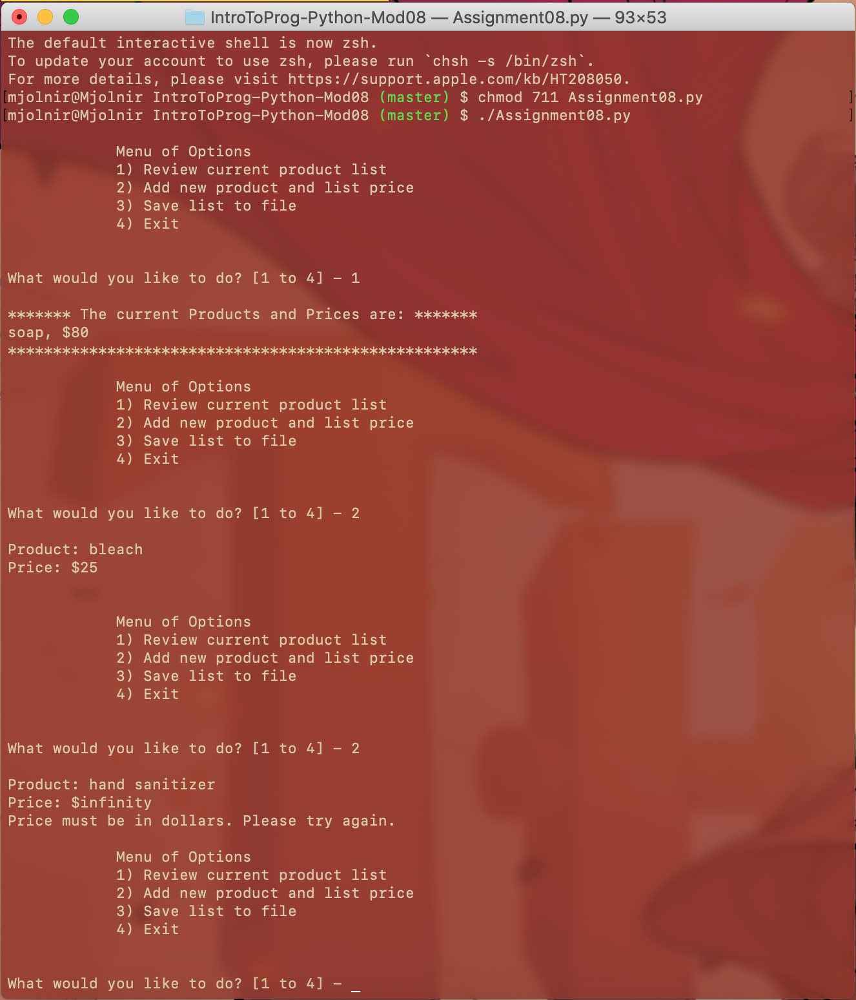 IntroToProg-Python-Mod08 — Assignment08.py — 93×53
The default interactive shell is now zsh.
To update your account to use zsh, please run `chsh -s /bin/zsh`.
For more details, please visit https://support.apple.com/kb/HT208050.
[mjolnir@Mjolnir IntroToProg-Python-Mod08 (master) $ chmod 711 Assignment08.py ]
[mjolnir@Mjolnir IntroToProg-Python-Mod08 (master) $ ./Assignment08.py ]
Menu of Options
1) Review current product list
2) Add new product and list price
3) Save list to file
4) Exit
What would you like to do? [1 to 4] - 1
******* The current Products and Prices are: *******
soap, $80
****************************************************
Menu of Options
1) Review current product list
2) Add new product and list price
3) Save list to file
4) Exit
What would you like to do? [1 to 4] - 2
Product: bleach
Price: $25
Menu of Options
1) Review current product list
2) Add new product and list price
3) Save list to file
4) Exit
What would you like to do? [1 to 4] - 2
Product: hand sanitizer
Price: $infinity
Price must be in dollars. Please try again.
Menu of Options
1) Review current product list
2) Add new product and list price
3) Save list to file
4) Exit
What would you like to do? [1 to 4] - _